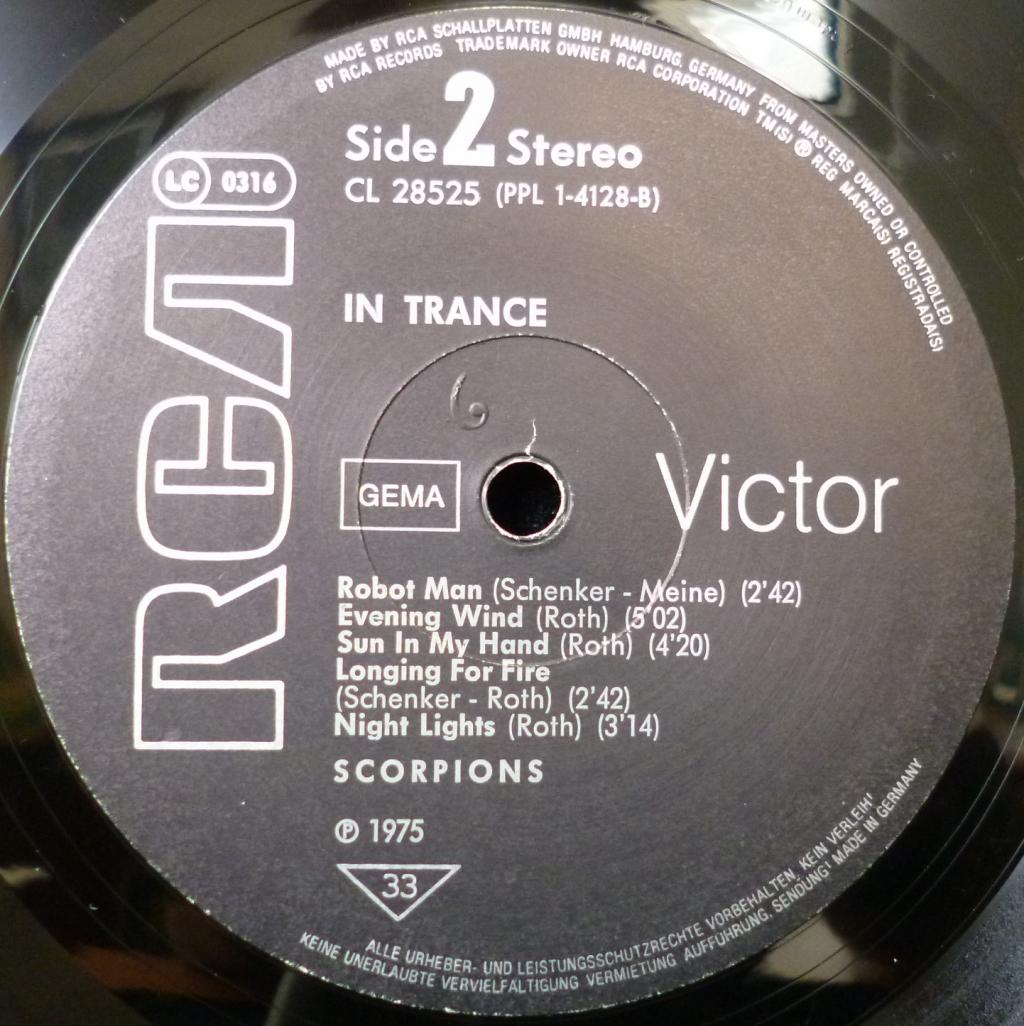 MADE BY RCA SCHALLPLATTEN GMBH HAMBURG, GERMANY FROM MASTERS OWNED OR CONTROLLED
BY RCA RECORDS TRADEMARK OWNER RCA CORPORATION TM(S) ® REG MARCA(S) REGISTRADA(S)
Side 2 Stereo
CL 28525 (PPL 1-4128-B)
LC 0316
RCA
IN TRANCE
GEMA
Victor
Robot Man (Schenker - Meine) (2'42)
Evening Wind (Roth) (5'02)
Sun In My Hand (Roth) (4'20)
Longing For Fire
(Schenker - Roth) (2'42)
Night Lights (Roth) (3'14)
SCORPIONS
℗ 1975
33
ALLE URHEBER- UND LEISTUNGSSCHUTZRECHTE VORBEHALTEN, KEIN VERLEIH!
KEINE UNERLAUBTE VERVIELFÄLTIGUNG VERMIETUNG AUFFÜHRUNG, SENDUNG! MADE IN GERMANY